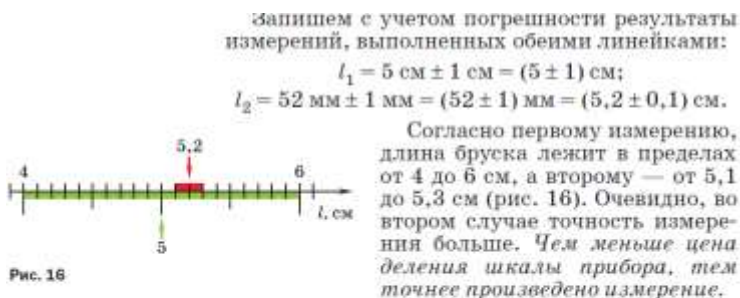 Запишем с учетом погрешности результаты
измерений, выполненных обеими линейками:
l₁ = 5 см ± 1 см = (5 ± 1) см;
l₂ = 52 мм ± 1 мм = (52 ± 1) мм = (5,2 ± 0,1) см.
Согласно первому измерению,
длина бруска лежит в пределах
от 4 до 6 см, а второму — от 5,1
до 5,3 см (рис. 16). Очевидно, во
втором случае точность измере-
ния больше. Чем меньше цена
деления шкалы прибора, тем
точнее произведено измерение.
5,2
4
6
l, см
5
Рис. 16